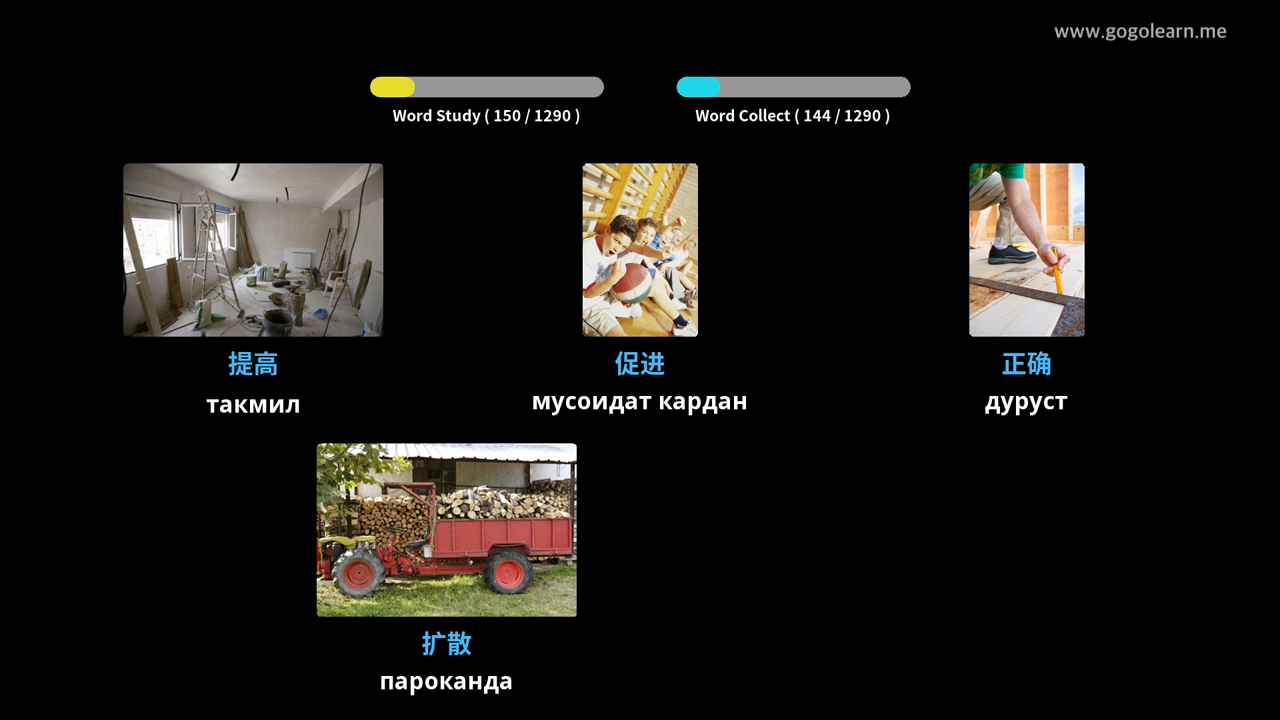 www.gogolearn.me
Word Study ( 150 / 1290 )
Word Collect ( 144 / 1290 )
提高
такмил
促进
мусоидат кардан
正确
дуруст
扩散
пароканда